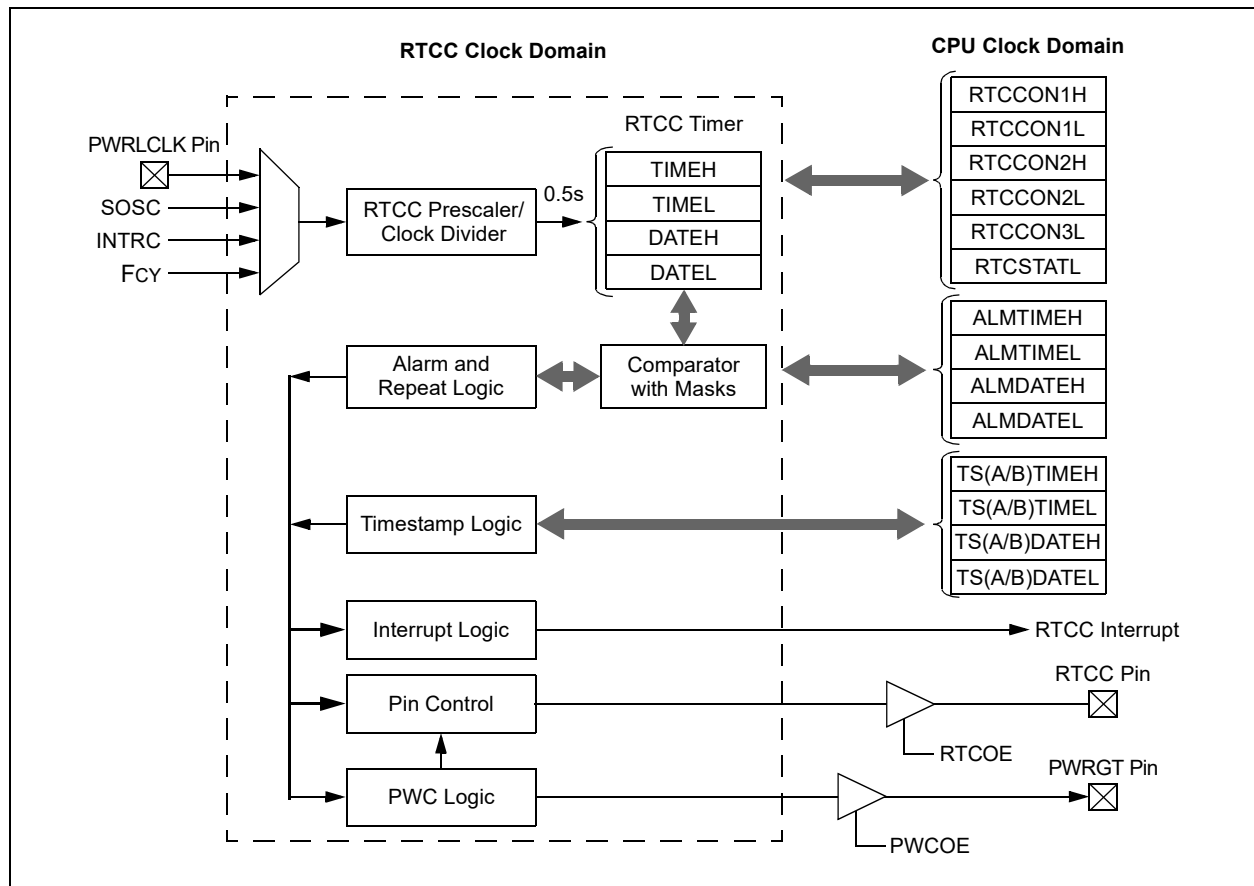 RTCC Clock Domain
CPU Clock Domain
PWRLCLK Pin
SOSC
INTRC
FCY
RTCC Prescaler/
Clock Divider
0.5s
RTCC Timer
TIMEH
TIMEL
DATEH
DATEL
RTCCON1H
RTCCON1L
RTCCON2H
RTCCON2L
RTCCON3L
RTCSTATL
Alarm and
Repeat Logic
Comparator
with Masks
ALMTIMEH
ALMTIMEL
ALMDATEH
ALMDATEL
Timestamp Logic
TS(A/B)TIMEH
TS(A/B)TIMEL
TS(A/B)DATEH
TS(A/B)DATEL
Interrupt Logic
RTCC Interrupt
Pin Control
RTCC Pin
RTCOE
PWC Logic
PWRGT Pin
PWCOE